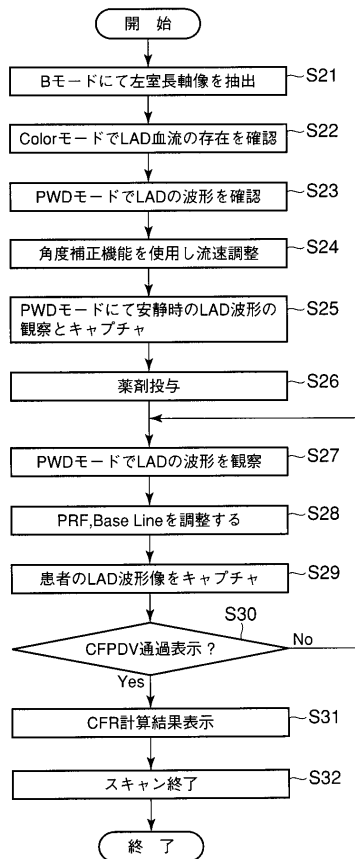 開 始
Bモードにて左室長軸像を抽出
S21
ColorモードでLAD血流の存在を確認
S22
PWDモードでLADの波形を確認
S23
角度補正機能を使用し流速調整
S24
PWDモードにて安静時のLAD波形の
観察とキャプチャ
S25
薬剤投与
S26
PWDモードでLADの波形を観察
S27
PRF,Base Lineを調整する
S28
患者のLAD波形像をキャプチャ
S29
S30
CFPDV通過表示？
No
Yes
CFR計算結果表示
S31
スキャン終了
S32
終 了